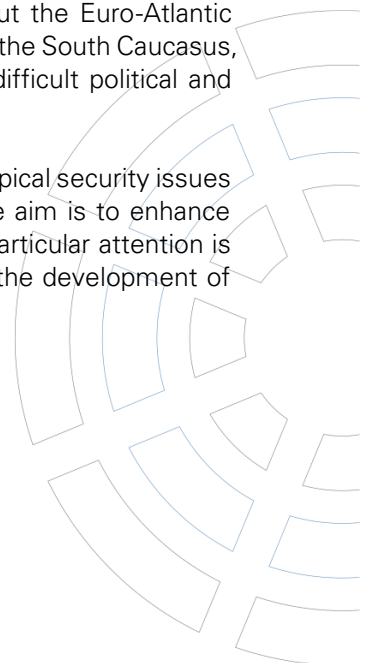 ut the Euro-Atlantic
the South Caucasus,
difficult political and
pical security issues
e aim is to enhance
articular attention is
the development of